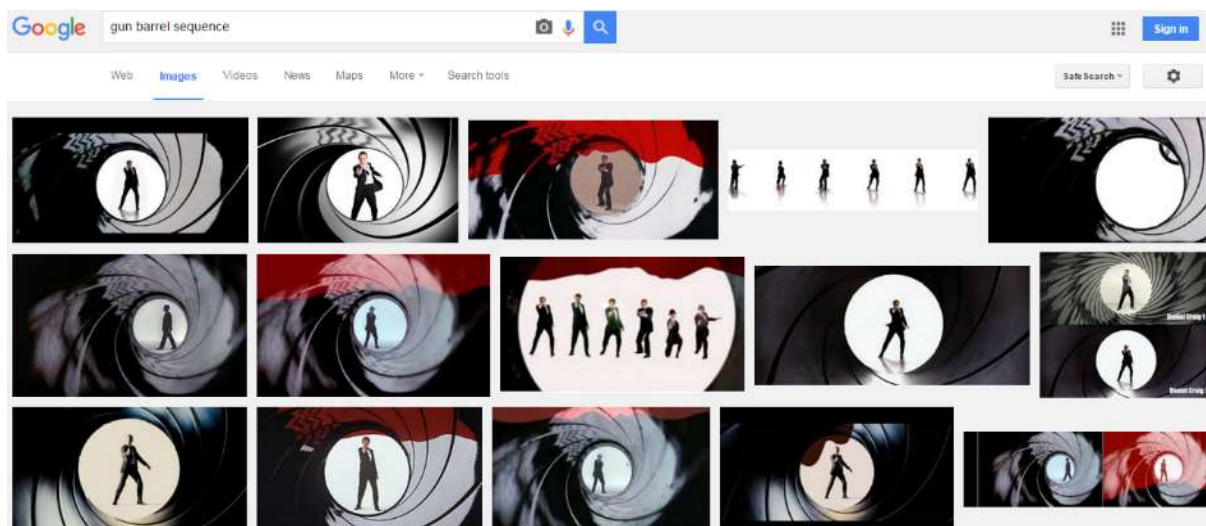 Google gun barrel sequence Sign in
Web Images Videos News Maps More Search tools SafeSearch
Daniel Craig
Daniel Craig